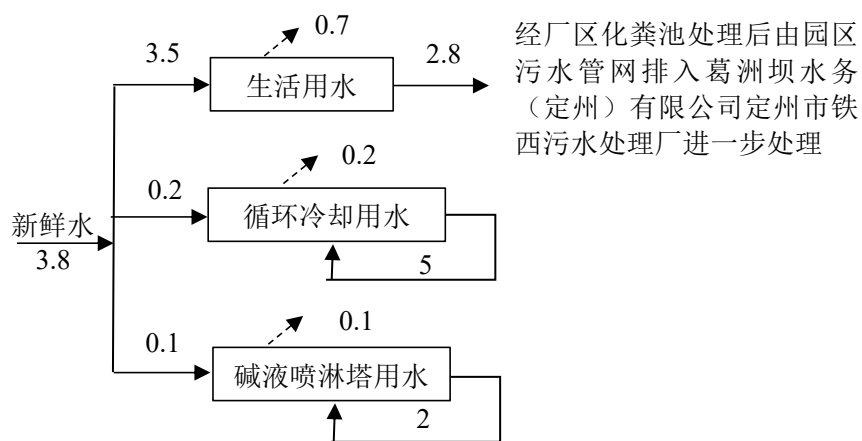 0.7
3.5
生活用水
2.8
经厂区化粪池处理后由园区
污水管网排入葛洲坝水务
（定州）有限公司定州市铁
西污水处理厂进一步处理
0.2
0.2
新鲜水
3.8
循环冷却用水
5
0.1
0.1
碱液喷淋塔用水
2